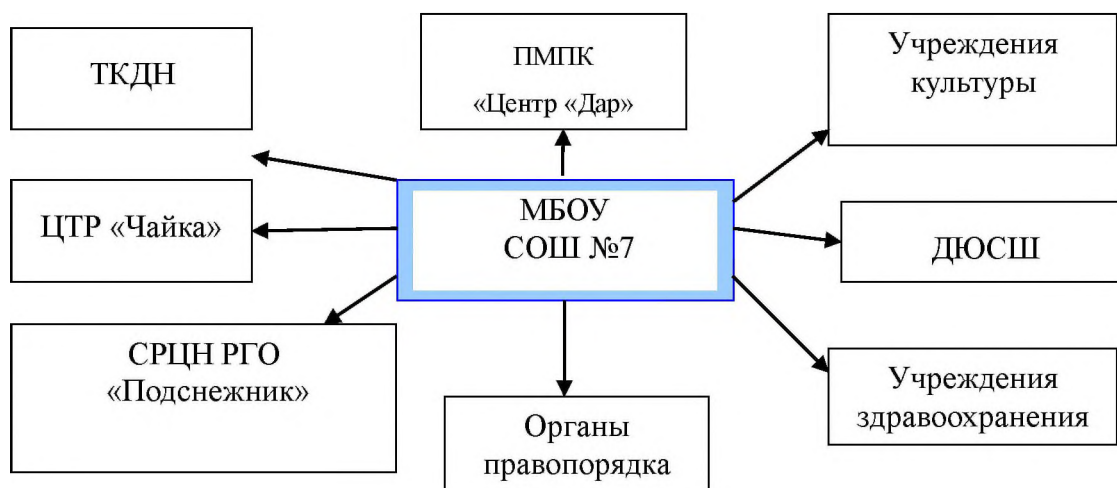 ТКДН
ПМПК
«Центр «Дар»
Учреждения
культуры
ЦТР «Чайка»
МБОУ
СОШ №7
ДЮСШ
СРЦН РГО
«Подснежник»
Органы
правопорядка
Учреждения
здравоохранения